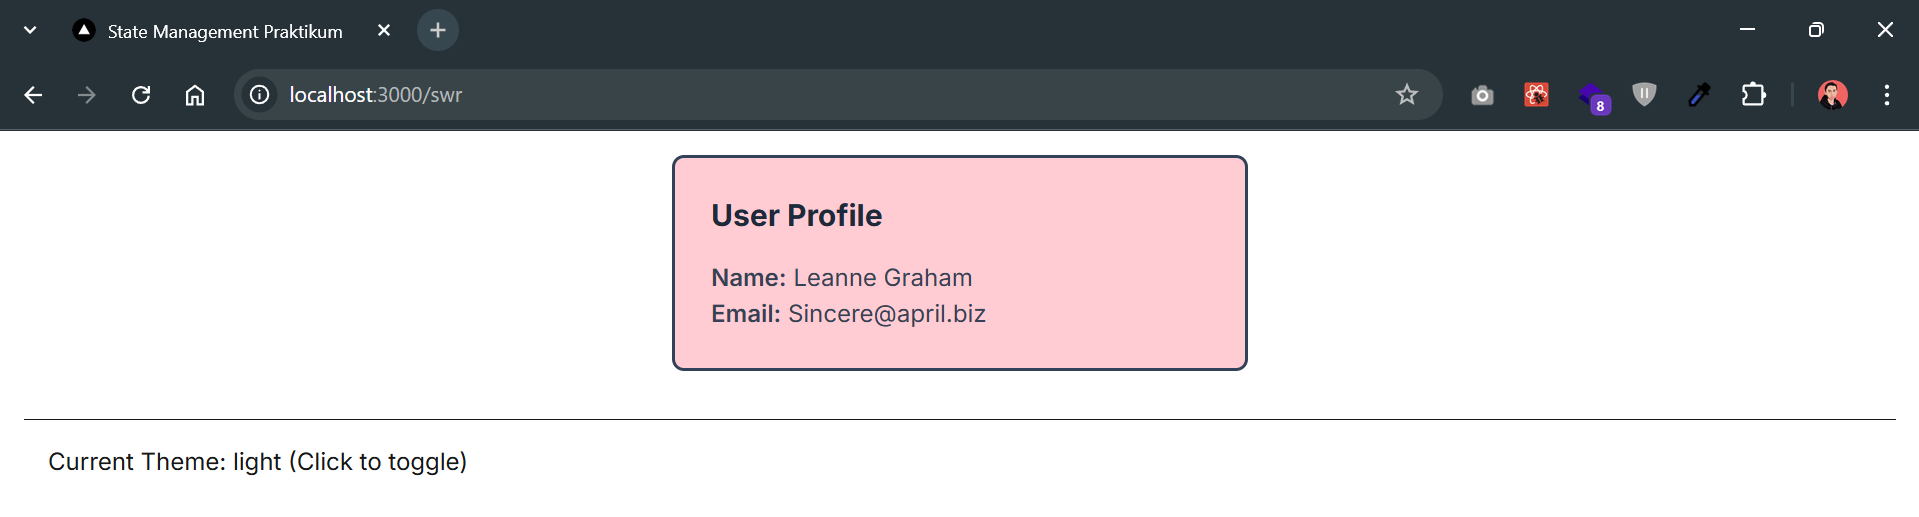 State Management Praktikum
localhost:3000/swr
8
User Profile
Name: Leanne Graham
Email: Sincere@april.biz
Current Theme: light (Click to toggle)